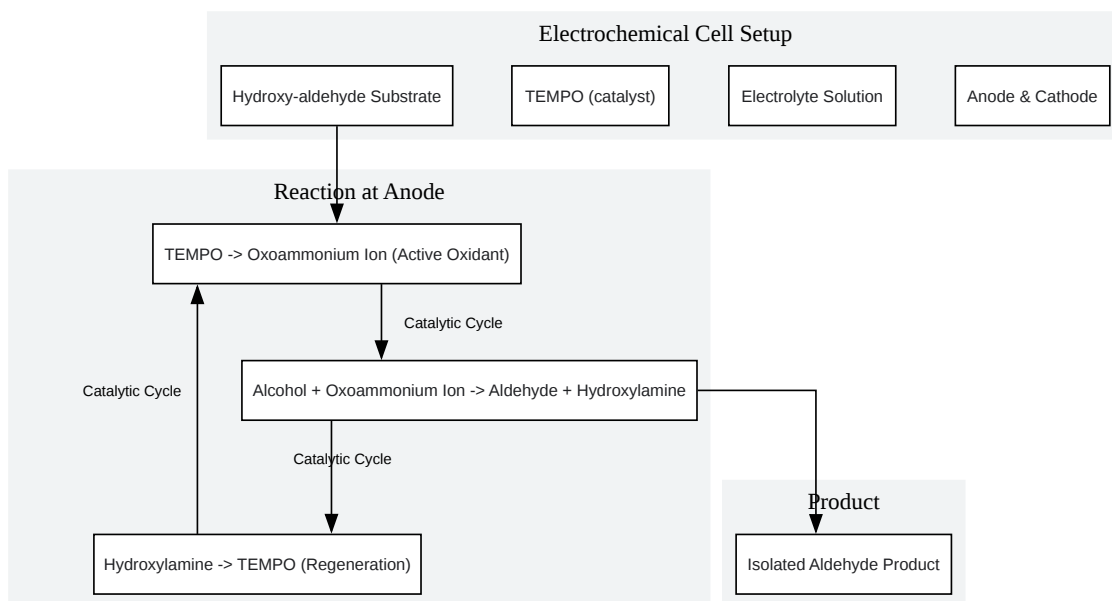 Electrochemical Cell Setup
Hydroxy-aldehyde Substrate
TEMPO (catalyst)
Electrolyte Solution
Anode & Cathode
Reaction at Anode
TEMPO -> Oxoammonium Ion (Active Oxidant)
Catalytic Cycle
Catalytic Cycle
Alcohol + Oxoammonium Ion -> Aldehyde + Hydroxylamine
Catalytic Cycle
Product
Hydroxylamine -> TEMPO (Regeneration)
Isolated Aldehyde Product